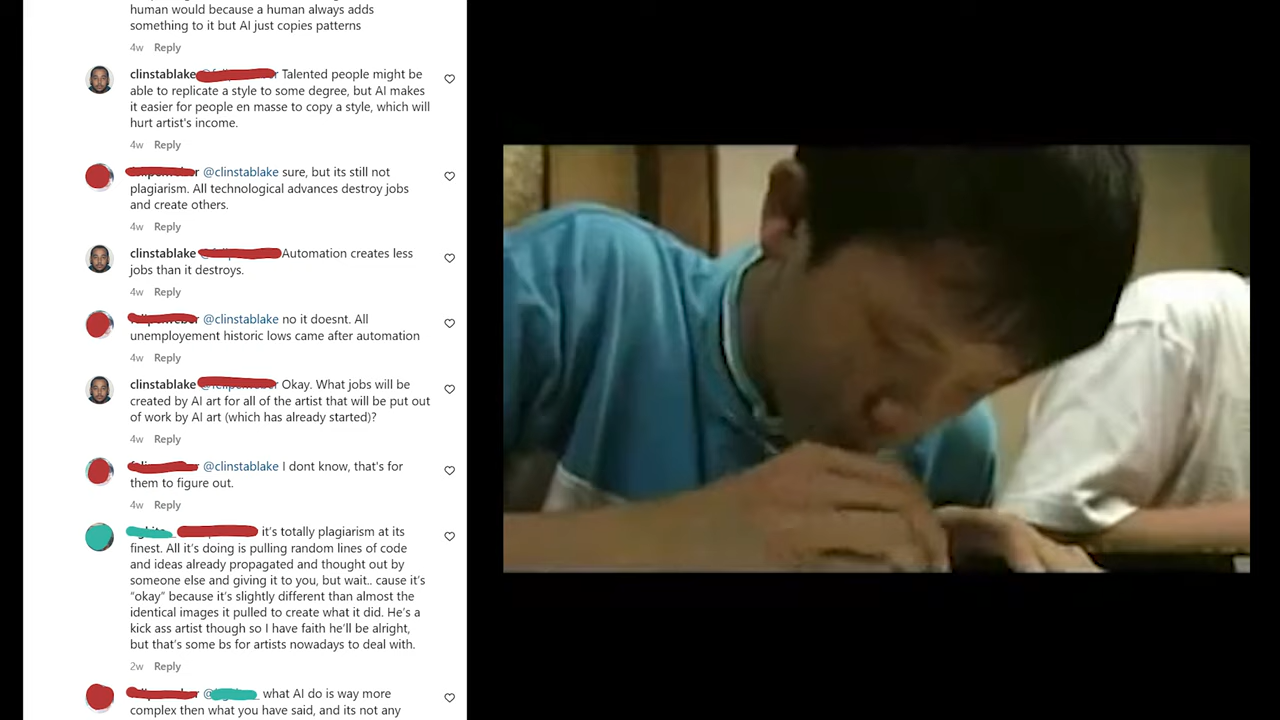 human would because a human always adds
something to it but AI just copies patterns
4w Reply
clinstablake Talented people might be
able to replicate a style to some degree, but AI makes
it easier for people en masse to copy a style, which will
hurt artist's income.
4w Reply
@clinstablake sure, but its still not
plagiarism. All technological advances destroy jobs
and create others.
4w Reply
clinstablake Automation creates less
jobs than it destroys.
4w Reply
@clinstablake no it doesnt. All
unemployement historic lows came after automation
4w Reply
clinstablake Okay. What jobs will be
created by AI art for all of the artist that will be put out
of work by AI art (which has already started)?
4w Reply
@clinstablake I dont know, that's for
them to figure out.
4w Reply
it's totally plagiarism at its
finest. All it's doing is pulling random lines of code
and ideas already propagated and thought out by
someone else and giving it to you, but wait.. cause it's
“okay” because it's slightly different than almost the
identical images it pulled to create what it did. He's a
kick ass artist though so I have faith he'll be alright,
but that's some bs for artists nowadays to deal with.
2w Reply
what AI do is way more
complex then what you have said, and its not any